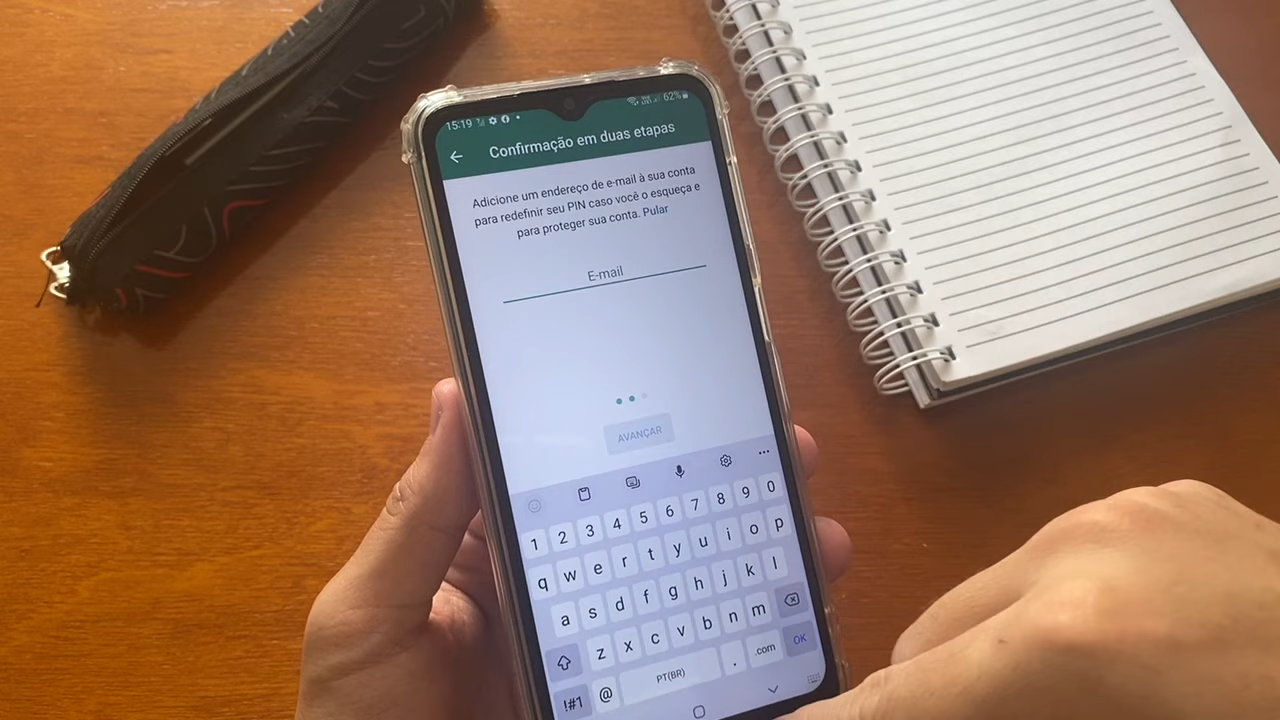 15:19 62%
Confirmação em duas etapas
Adicione um endereço de e-mail à sua conta
para redefinir seu PIN caso você o esqueça e
para proteger sua conta. Pular
E-mail
AVANÇAR
1 2 3 4 5 6 7 8 9 0
q w e r t y u i o p
a s d f g h j k l
z x c v b n m
!#1 @ PT(BR) . .com OK